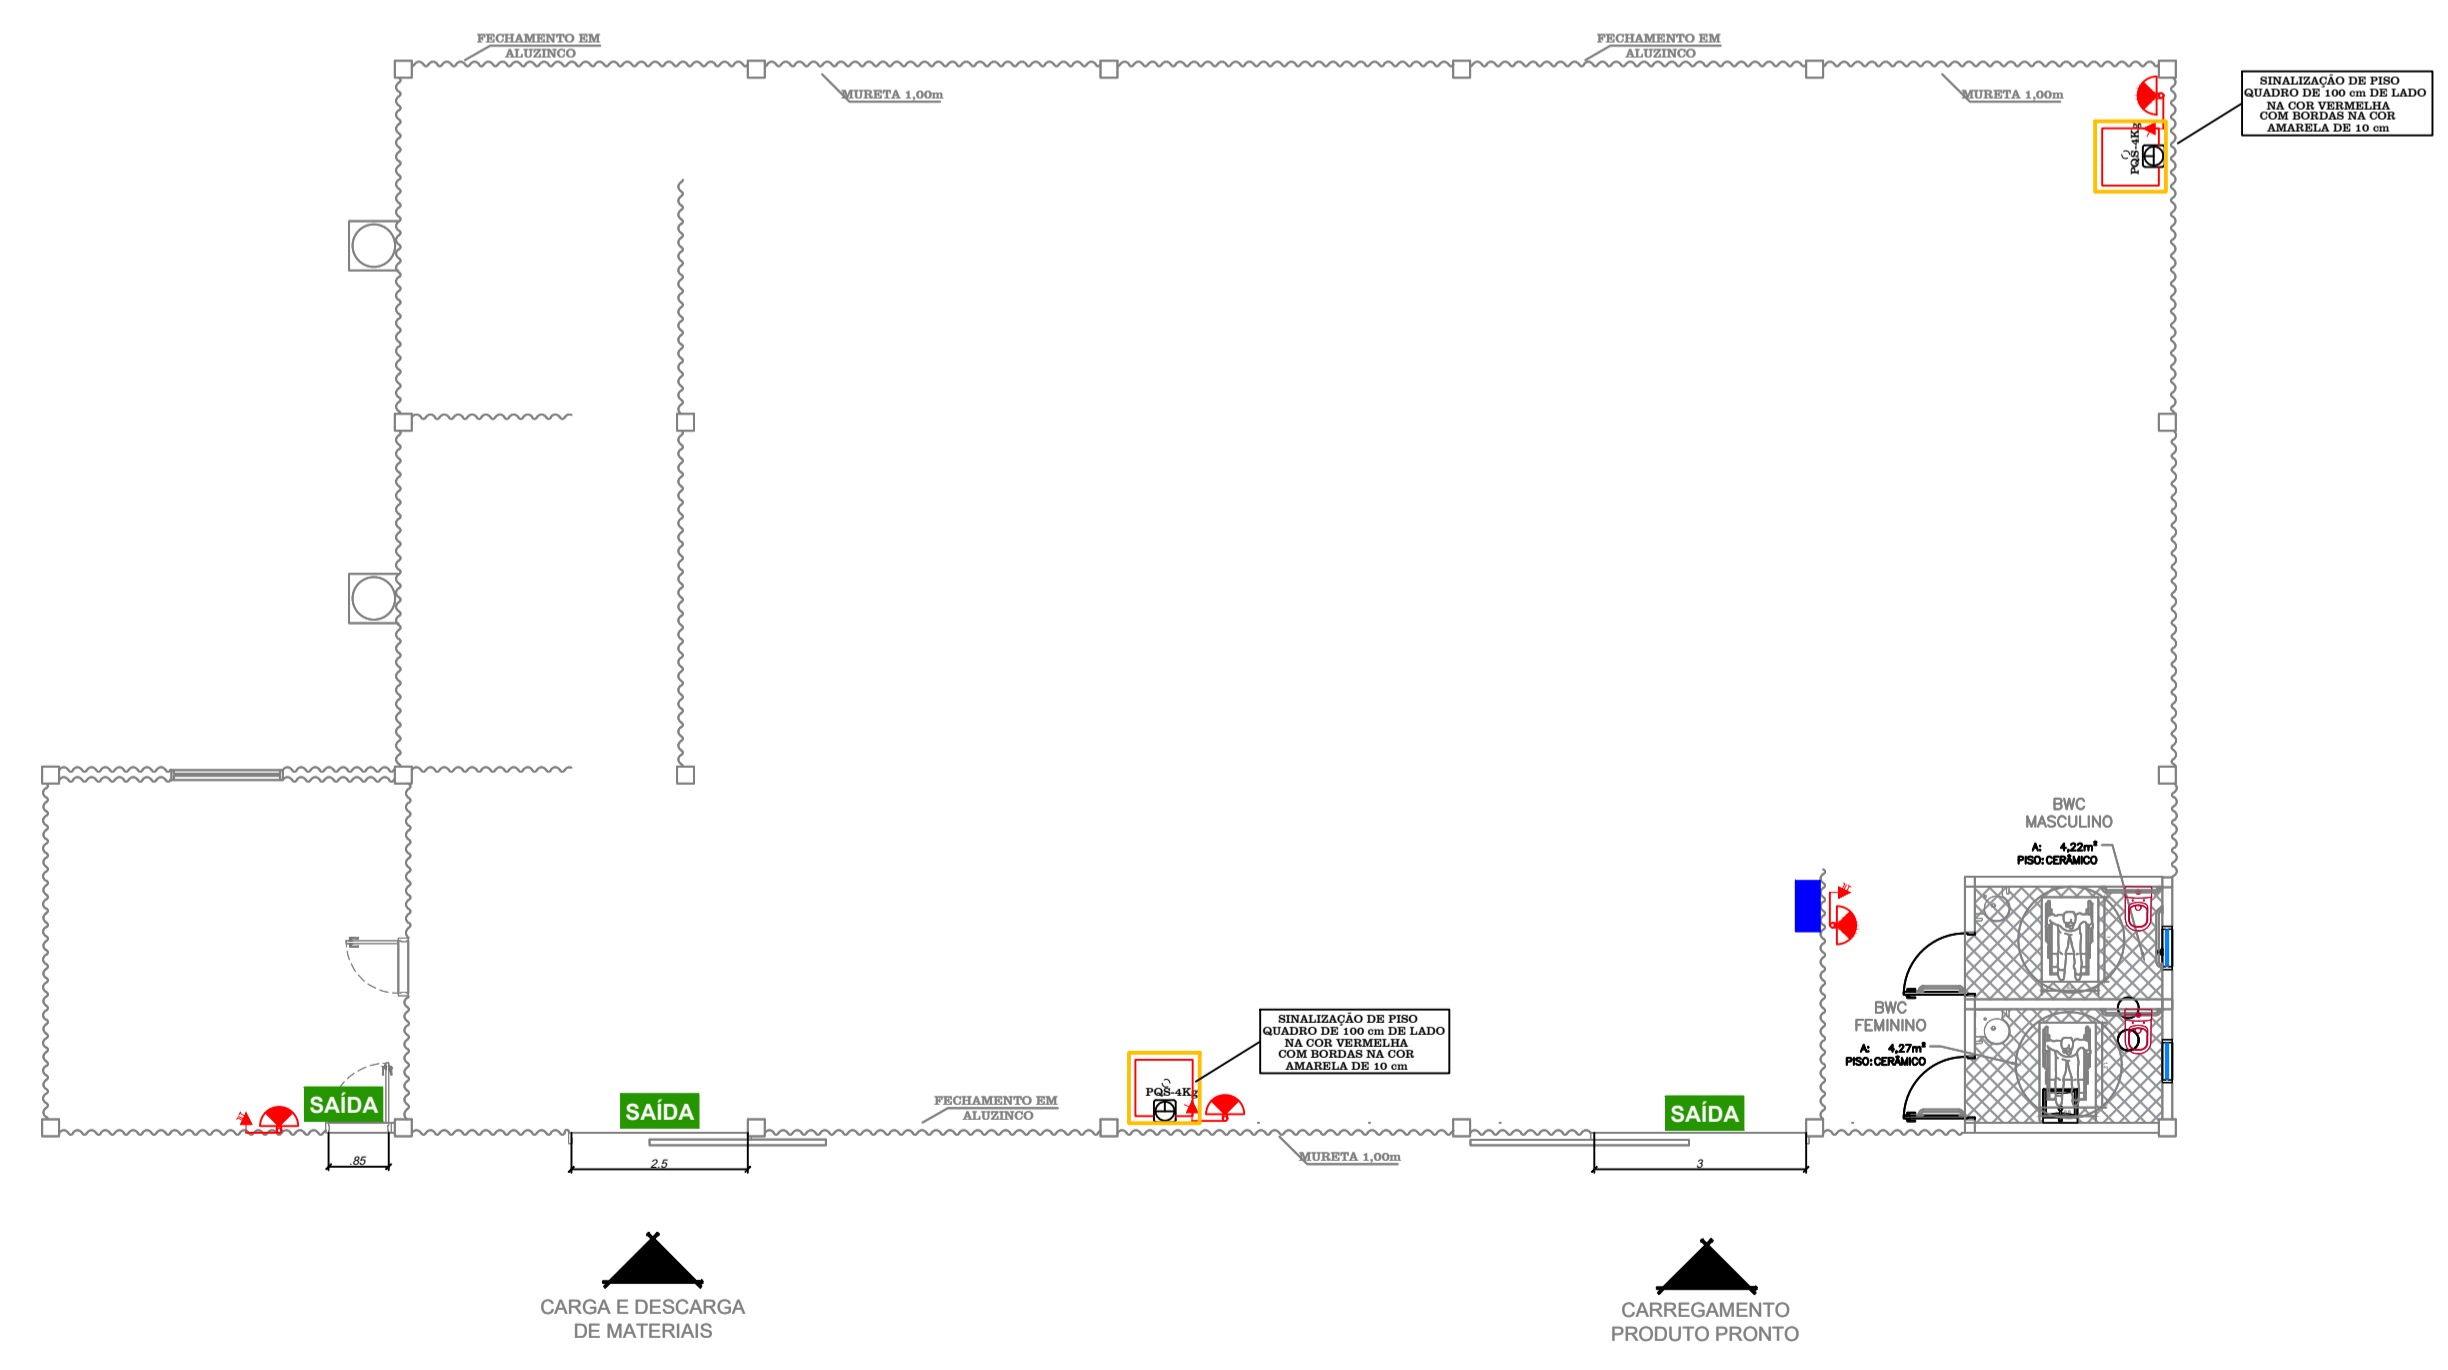 FECHAMENTO EM
ALUZINCO
FECHAMENTO EM
ALUZINCO
MURETA 1,00m
MURETA 1,00m
SINALIZAÇÃO DE PISO
QUADRO DE 100 cm DE LADO
NA COR VERMELHA
COM BORDAS NA COR
AMARELA DE 10 cm
PQS-4Kg
BWC
MASCULINO
A: 4,22m²
PISO: CERÂMICO
BWC
FEMININO
A: 4,27m²
PISO: CERÂMICO
SINALIZAÇÃO DE PISO
QUADRO DE 100 cm DE LADO
NA COR VERMELHA
COM BORDAS NA COR
AMARELA DE 10 cm
PQS-4Kg
SAÍDA
SAÍDA
SAÍDA
FECHAMENTO EM
ALUZINCO
MURETA 1,00m
.85
2.5
3
CARGA E DESCARGA
DE MATERIAIS
CARREGAMENTO
PRODUTO PRONTO